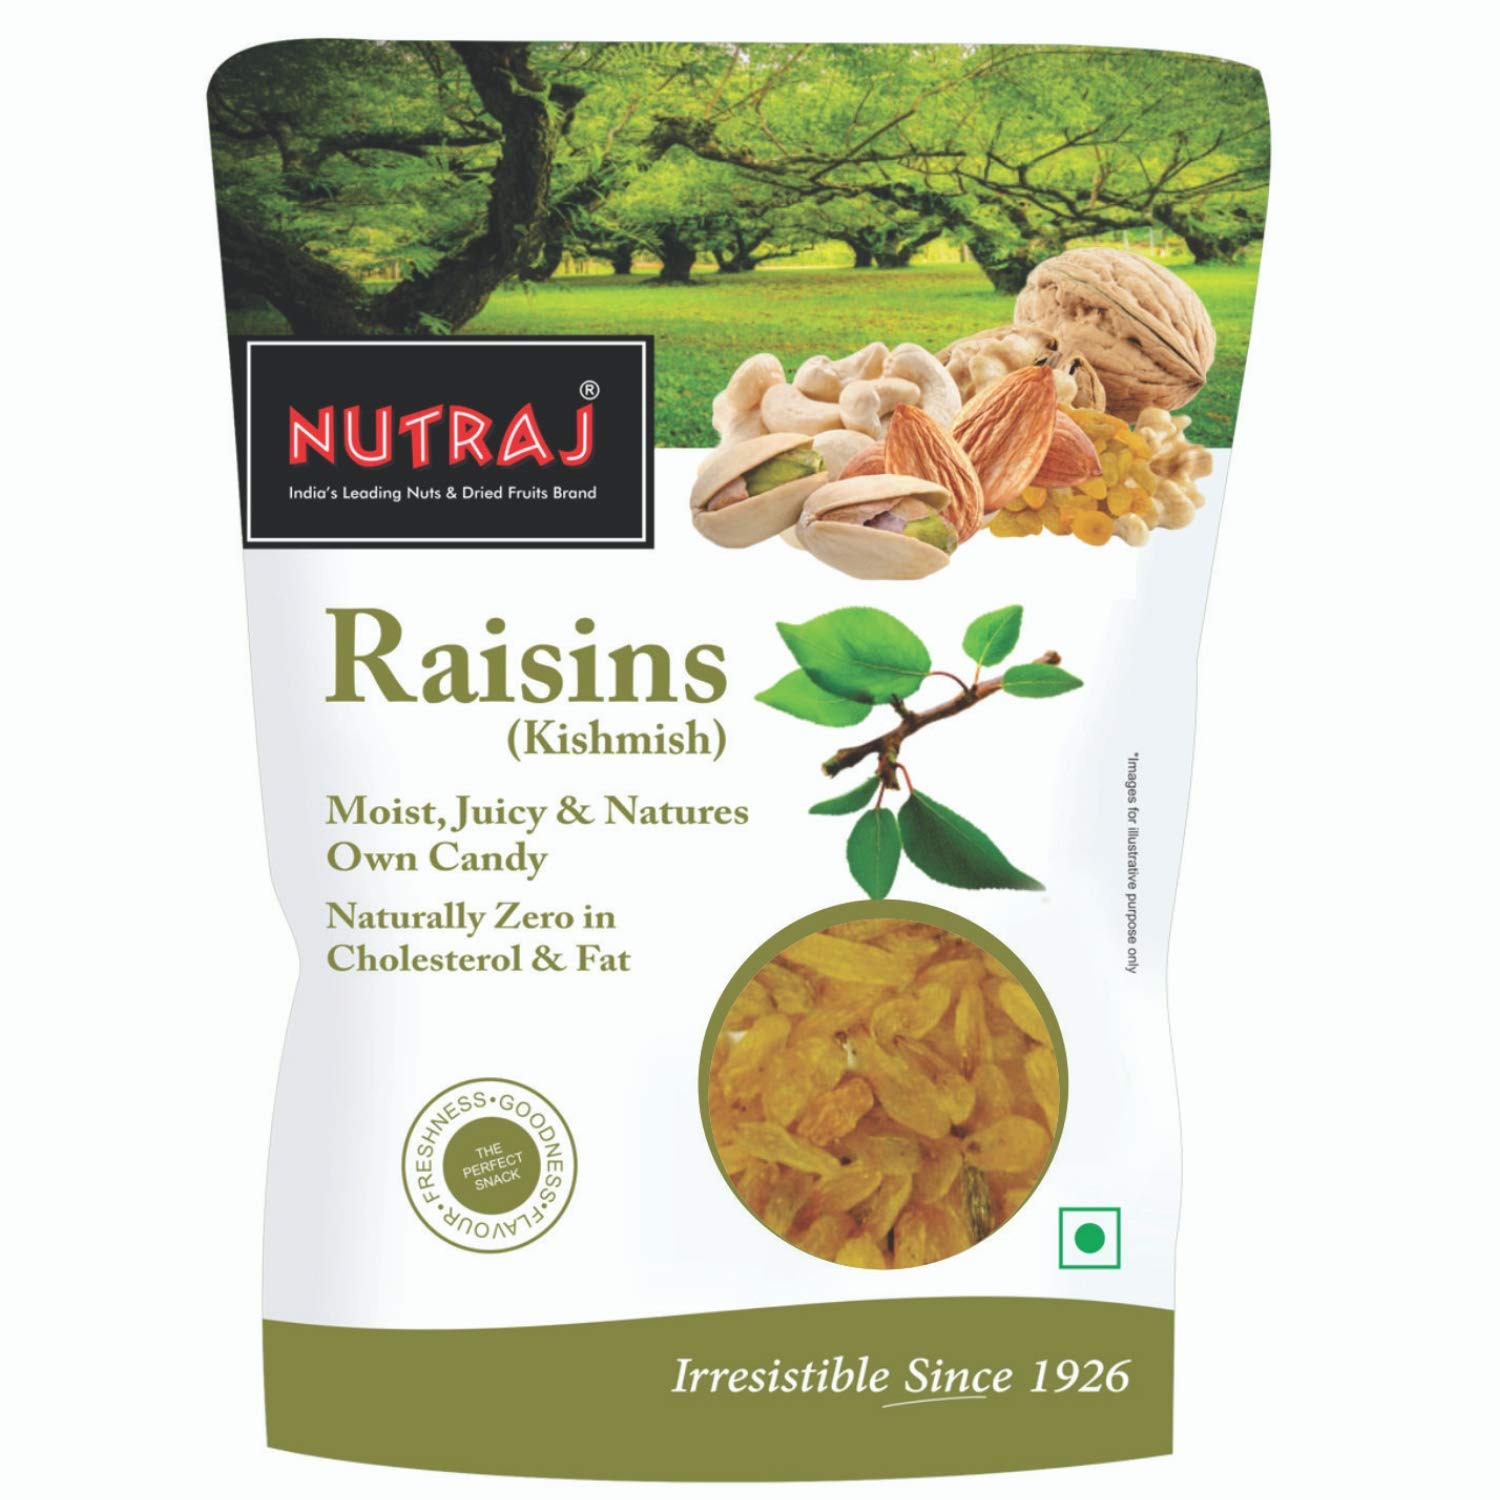 NUTRAJ®
India's Leading Nuts & Dried Fruits Brand
Raisins
(Kishmish)
Moist, Juicy & Natures
Own Candy
Naturally Zero in
Cholesterol & Fat
*Images for illustrative purpose only
FRESHNESS•GOODNESS•FLAVOUR•
THE
PERFECT
SNACK
Irresistible Since 1926